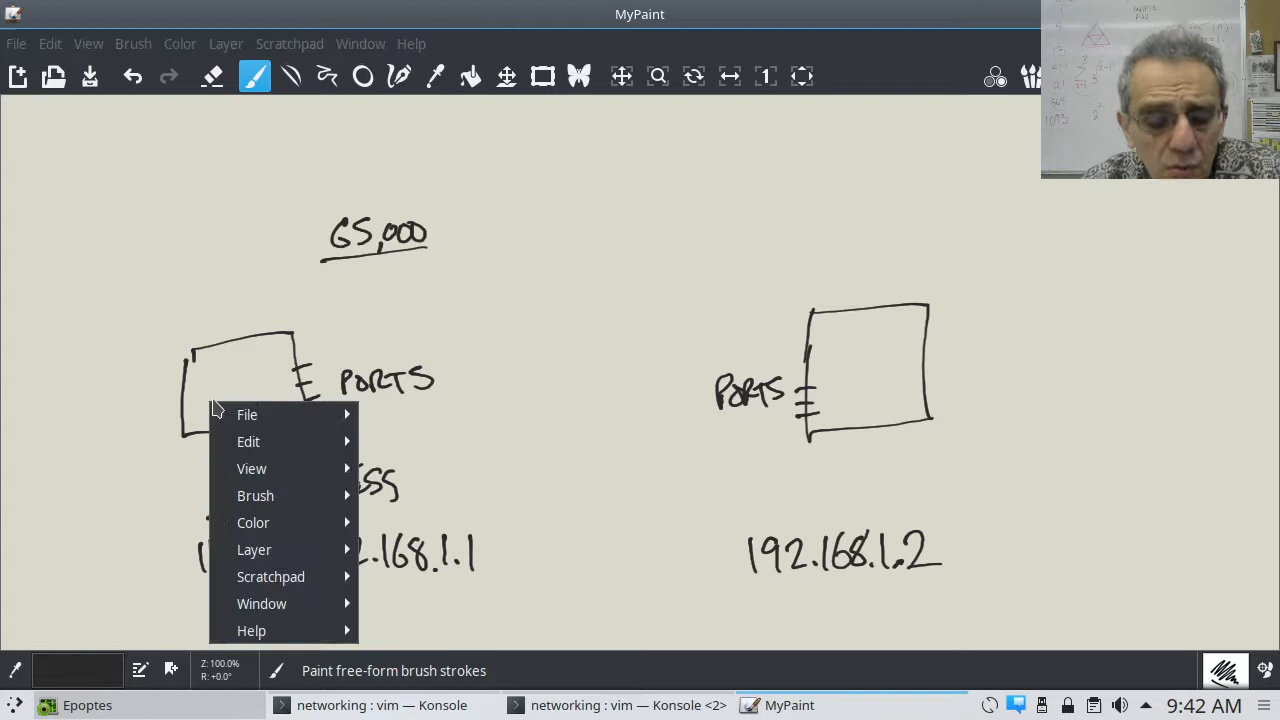 MyPaint
File Edit View Brush Color Layer Scratchpad Window Help
65,000
PORTS
PORTS
192.168.1.2
.168.1.1
File
Edit
View
Brush
Color
Layer
Scratchpad
Window
Help
Z: 100.0%
R: +0.0°
Paint free-form brush strokes
Epoptes
networking : vim — Konsole
networking : vim — Konsole <2>
MyPaint
9:42 AM